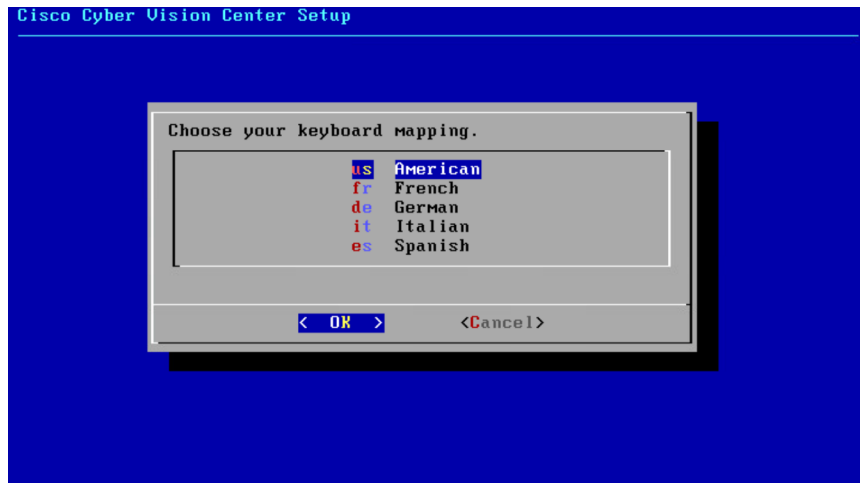 Cisco Cyber Vision Center Setup
Choose your keyboard mapping.
us American
fr French
de German
it Italian
es Spanish
< OK > <Cancel>